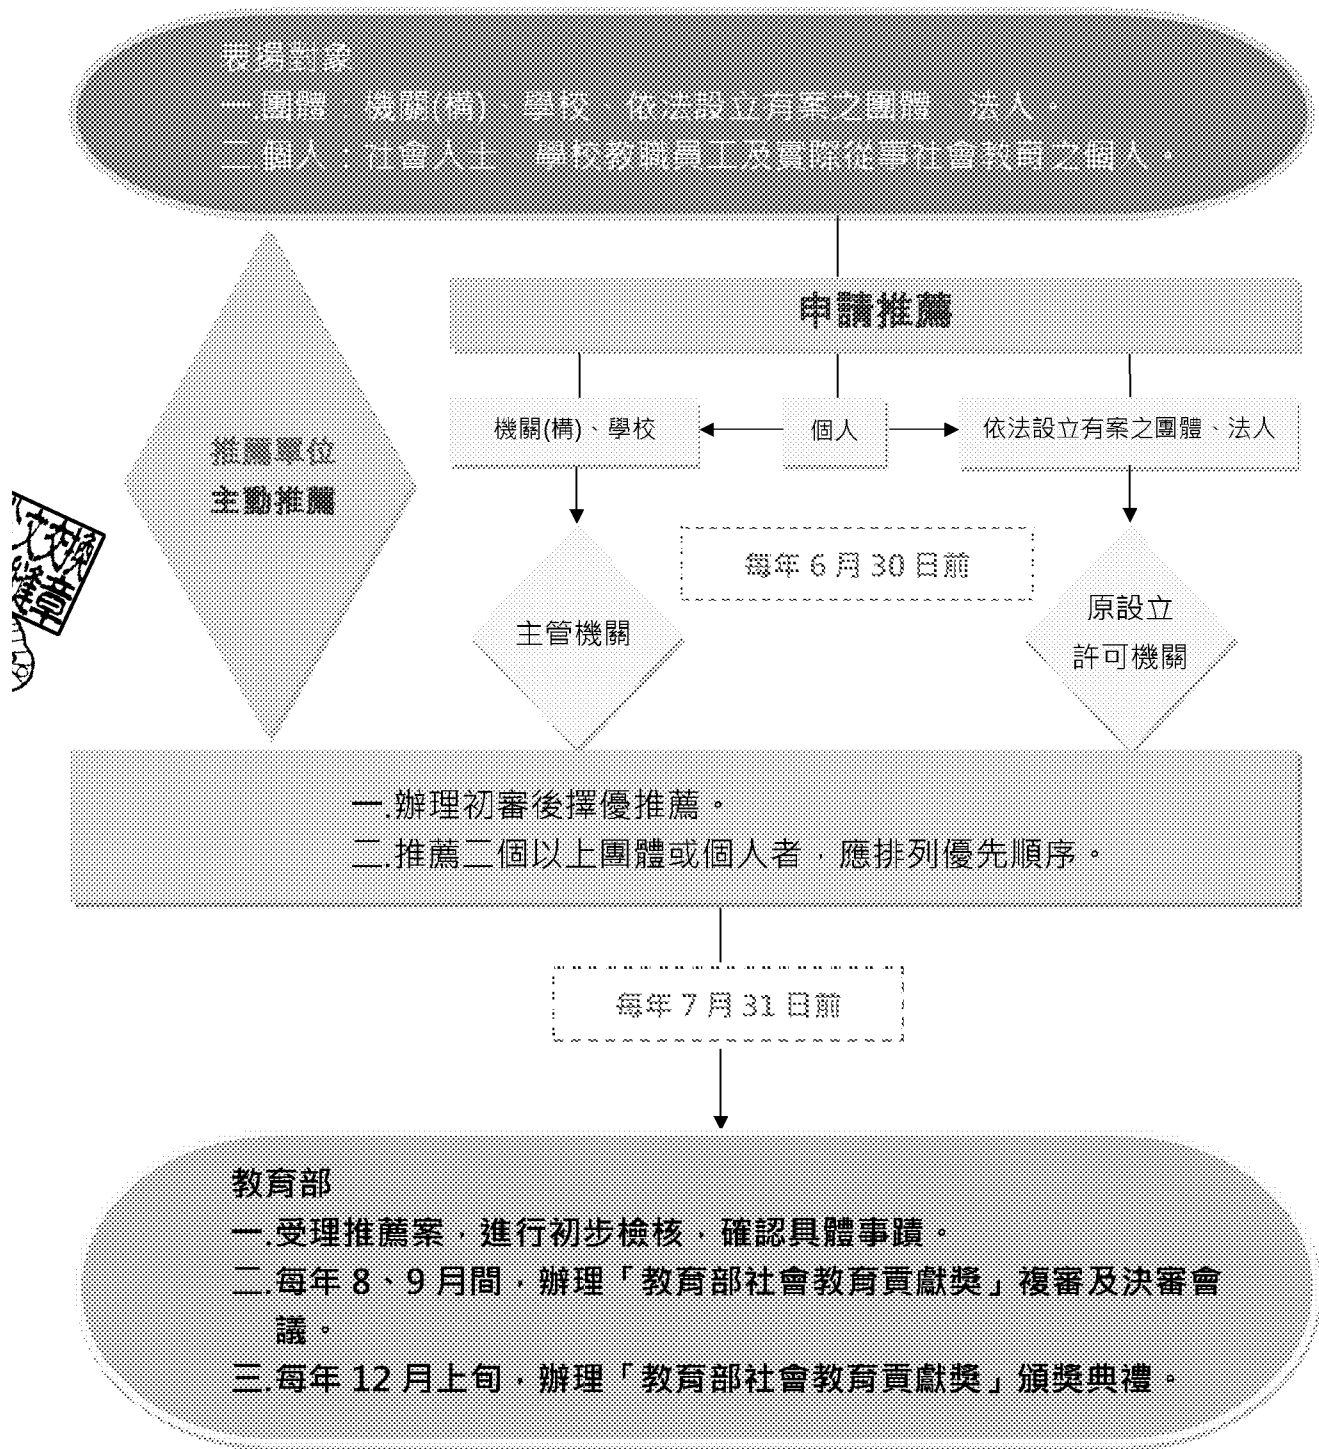 表揚對象
一.團體：機關(構)、學校、依法設立有案之團體、法人。
二.個人：社會人士、學校教職員工及實際從事社會教育之個人。
申請推薦
機關(構)、學校
個人
依法設立有案之團體、法人
推薦單位
主動推薦
每年 6 月 30 日前
主管機關
原設立
許可機關
交換
章
一.辦理初審後擇優推薦。
二.推薦二個以上團體或個人者，應排列優先順序。
每年 7 月 31 日前
教育部
一.受理推薦案，進行初步檢核，確認具體事蹟。
二.每年 8、9 月間，辦理「教育部社會教育貢獻獎」複審及決審會
議。
三.每年 12 月上旬，辦理「教育部社會教育貢獻獎」頒獎典禮。